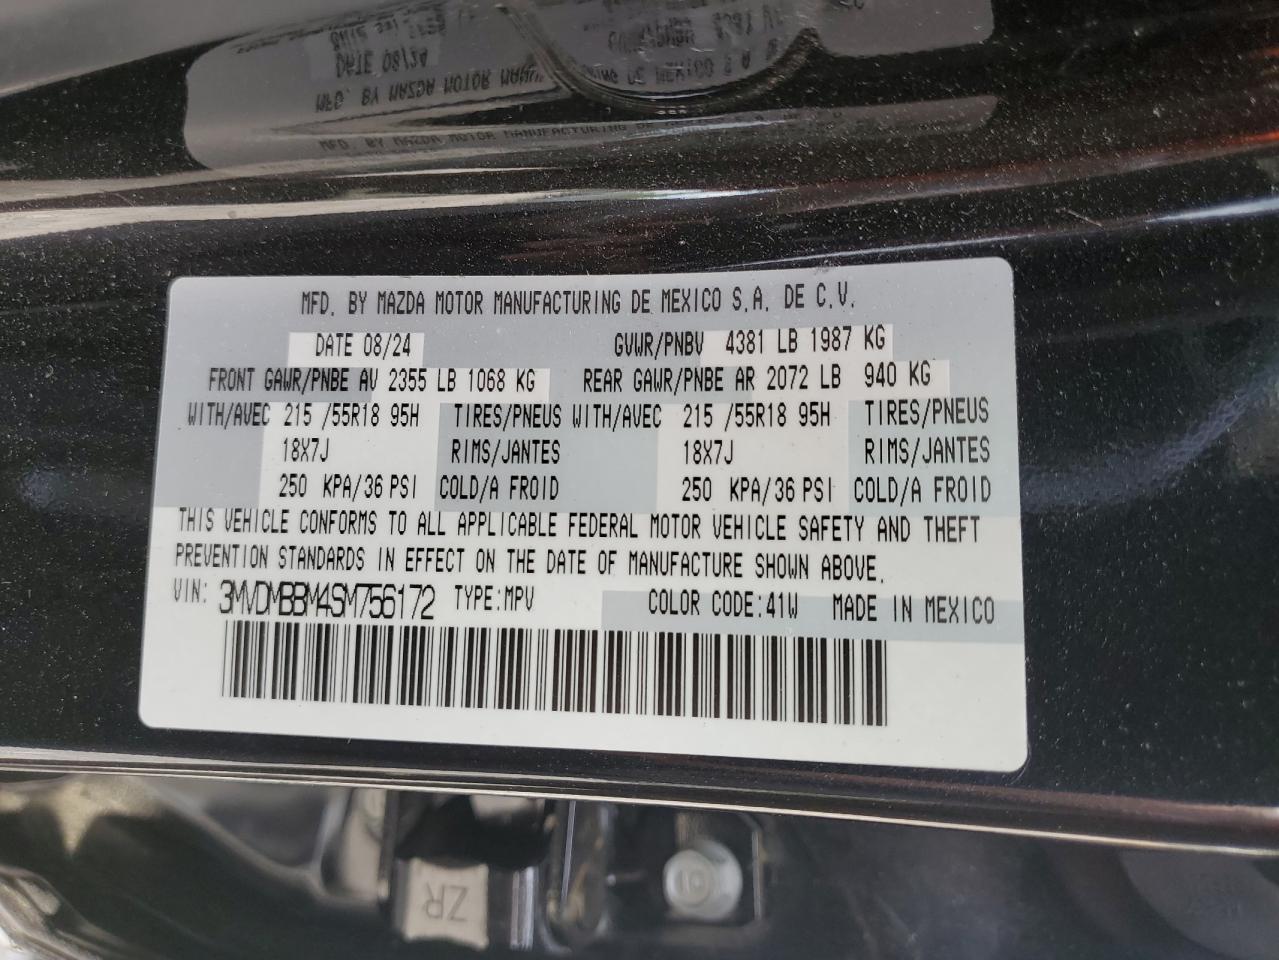 MFD. BY MAZDA MOTOR MANUFACTURING DE MEXICO S.A. DE C.V.
DATE 08/24 GVWR/PNBV 4381 LB 1987 KG
FRONT GAWR/PNBE AV 2355 LB 1068 KG REAR GAWR/PNBE AR 2072 LB 940 KG
WITH/AVEC 215 /55R18 95H TIRES/PNEUS WITH/AVEC 215 /55R18 95H TIRES/PNEUS
18X7J RIMS/JANTES 18X7J RIMS/JANTES
250 KPA/36 PSI COLD/A FROID 250 KPA/36 PSI COLD/A FROID
THIS VEHICLE CONFORMS TO ALL APPLICABLE FEDERAL MOTOR VEHICLE SAFETY AND THEFT
PREVENTION STANDARDS IN EFFECT ON THE DATE OF MANUFACTURE SHOWN ABOVE.
VIN: 3MVDMBBM4SM756172 TYPE:MPV COLOR CODE:41W MADE IN MEXICO
ZR
10